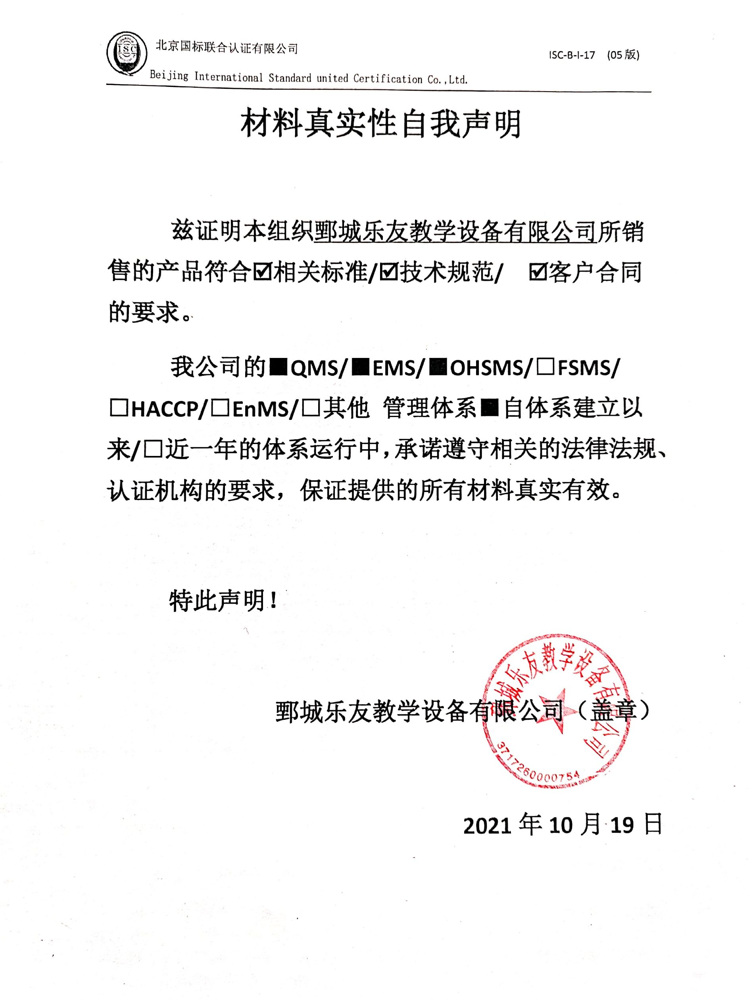 ISC
北京国标联合认证有限公司
ISC-B-I-17 (05版)
Beijing International Standard united Certification Co.,Ltd.
材料真实性自我声明
兹证明本组织鄄城乐友教学设备有限公司所销
售的产品符合☑相关标准/☑技术规范/ ☑客户合同
的要求。
我公司的■QMS/■EMS/■OHSMS/□FSMS/
□HACCP/□EnMS/□其他 管理体系■自体系建立以
来/□近一年的体系运行中,承诺遵守相关的法律法规、
认证机构的要求，保证提供的所有材料真实有效。
特此声明！
鄄城乐友教学设备有限公司
鄄城乐友教学设备有限公司（盖章）
3717260000754
2021 年 10 月 19 日